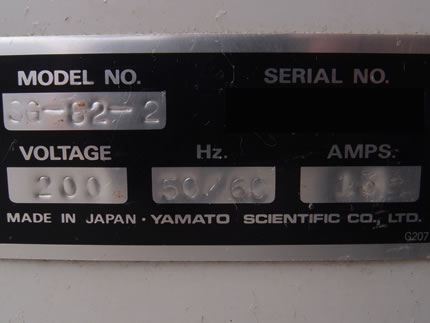 MODEL NO. SERIAL NO.
VOLTAGE Hz. AMPS.
200 50/60
MADE IN JAPAN · YAMATO SCIENTIFIC CO., LTD.
G207